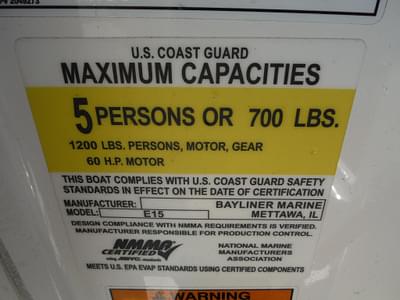 U.S. COAST GUARD
MAXIMUM CAPACITIES
5 PERSONS OR 700 LBS.
1200 LBS. PERSONS, MOTOR, GEAR
60 H.P. MOTOR
THIS BOAT COMPLIES WITH U.S. COAST GUARD SAFETY
STANDARDS IN EFFECT ON THE DATE OF CERTIFICATION
MANUFACTURER: BAYLINER MARINE
MODEL: E15 METTAWA, IL
DESIGN COMPLIANCE WITH NMMA REQUIREMENTS IS VERIFIED.
MANUFACTURER RESPONSIBLE FOR PRODUCTION CONTROL.
NMMA
CERTIFIED
NATIONAL MARINE
MANUFACTURERS
ASSOCIATION
MEETS U.S. EPA EVAP STANDARDS USING CERTIFIED COMPONENTS
WARNING